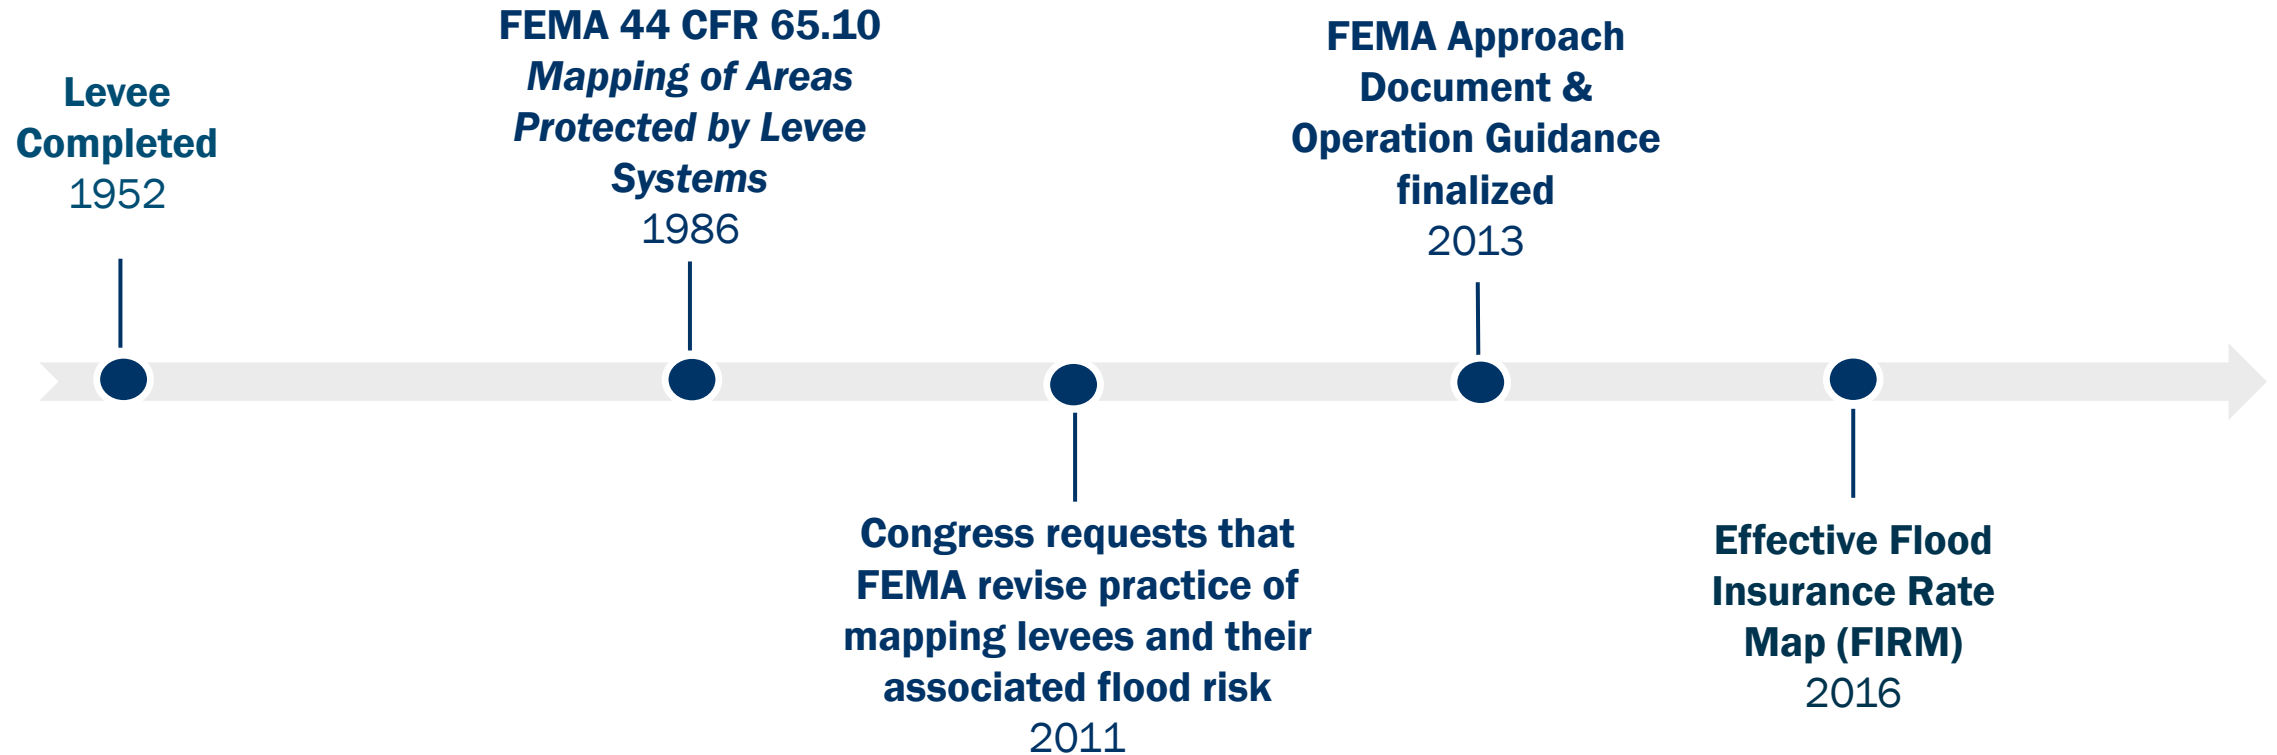 Levee
Completed
1952
FEMA 44 CFR 65.10
Mapping of Areas
Protected by Levee
Systems
1986
Congress requests that
FEMA revise practice of
mapping levees and their
associated flood risk
2011
FEMA Approach
Document &
Operation Guidance
finalized
2013
Effective Flood
Insurance Rate
Map (FIRM)
2016